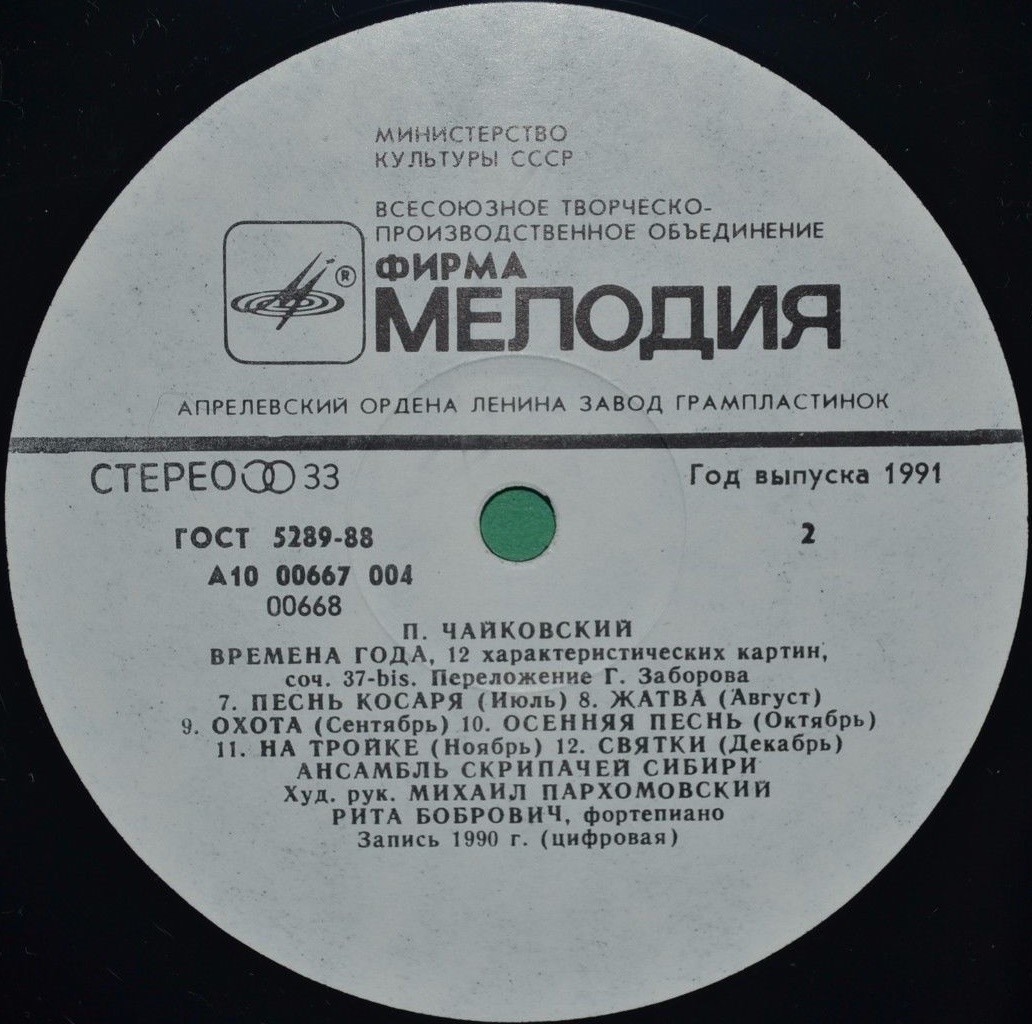 МИНИСТЕРСТВО
КУЛЬТУРЫ СССР
ВСЕСОЮЗНОЕ ТВОРЧЕСКО-
ПРОИЗВОДСТВЕННОЕ ОБЪЕДИНЕНИЕ
ФИРМА
®
МЕЛОДИЯ
АПРЕЛЕВСКИЙ ОРДЕНА ЛЕНИНА ЗАВОД ГРАМПЛАСТИНОК
СТЕРЕО 33
Год выпуска 1991
ГОСТ 5289-88
2
А10 00667 004
00668
П. ЧАЙКОВСКИЙ
ВРЕМЕНА ГОДА, 12 характеристических картин,
соч. 37-bis. Переложение Г. Заборова
7. ПЕСНЬ КОСАРЯ (Июль) 8. ЖАТВА (Август)
9. ОХОТА (Сентябрь) 10. ОСЕННЯЯ ПЕСНЬ (Октябрь)
11. НА ТРОЙКЕ (Ноябрь) 12. СВЯТКИ (Декабрь)
АНСАМБЛЬ СКРИПАЧЕЙ СИБИРИ
Худ. рук. МИХАИЛ ПАРХОМОВСКИЙ
РИТА БОБРОВИЧ, фортепиано
Запись 1990 г. (цифровая)